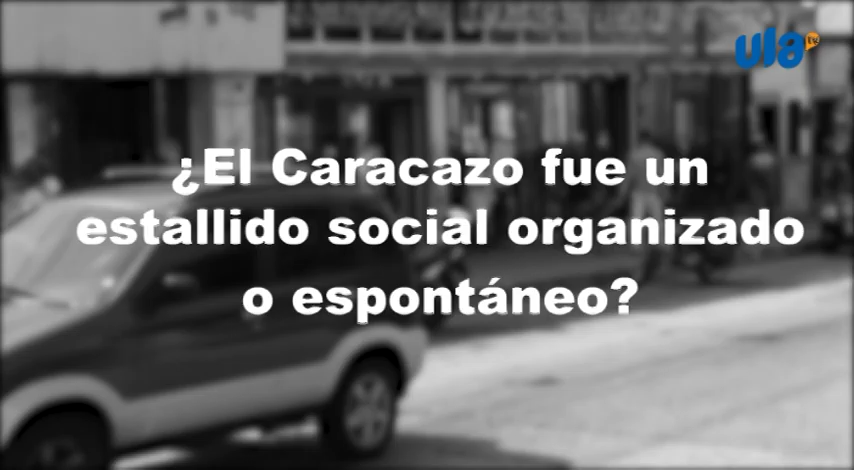 ula
¿El Caracazo fue un
estallido social organizado
o espontáneo?